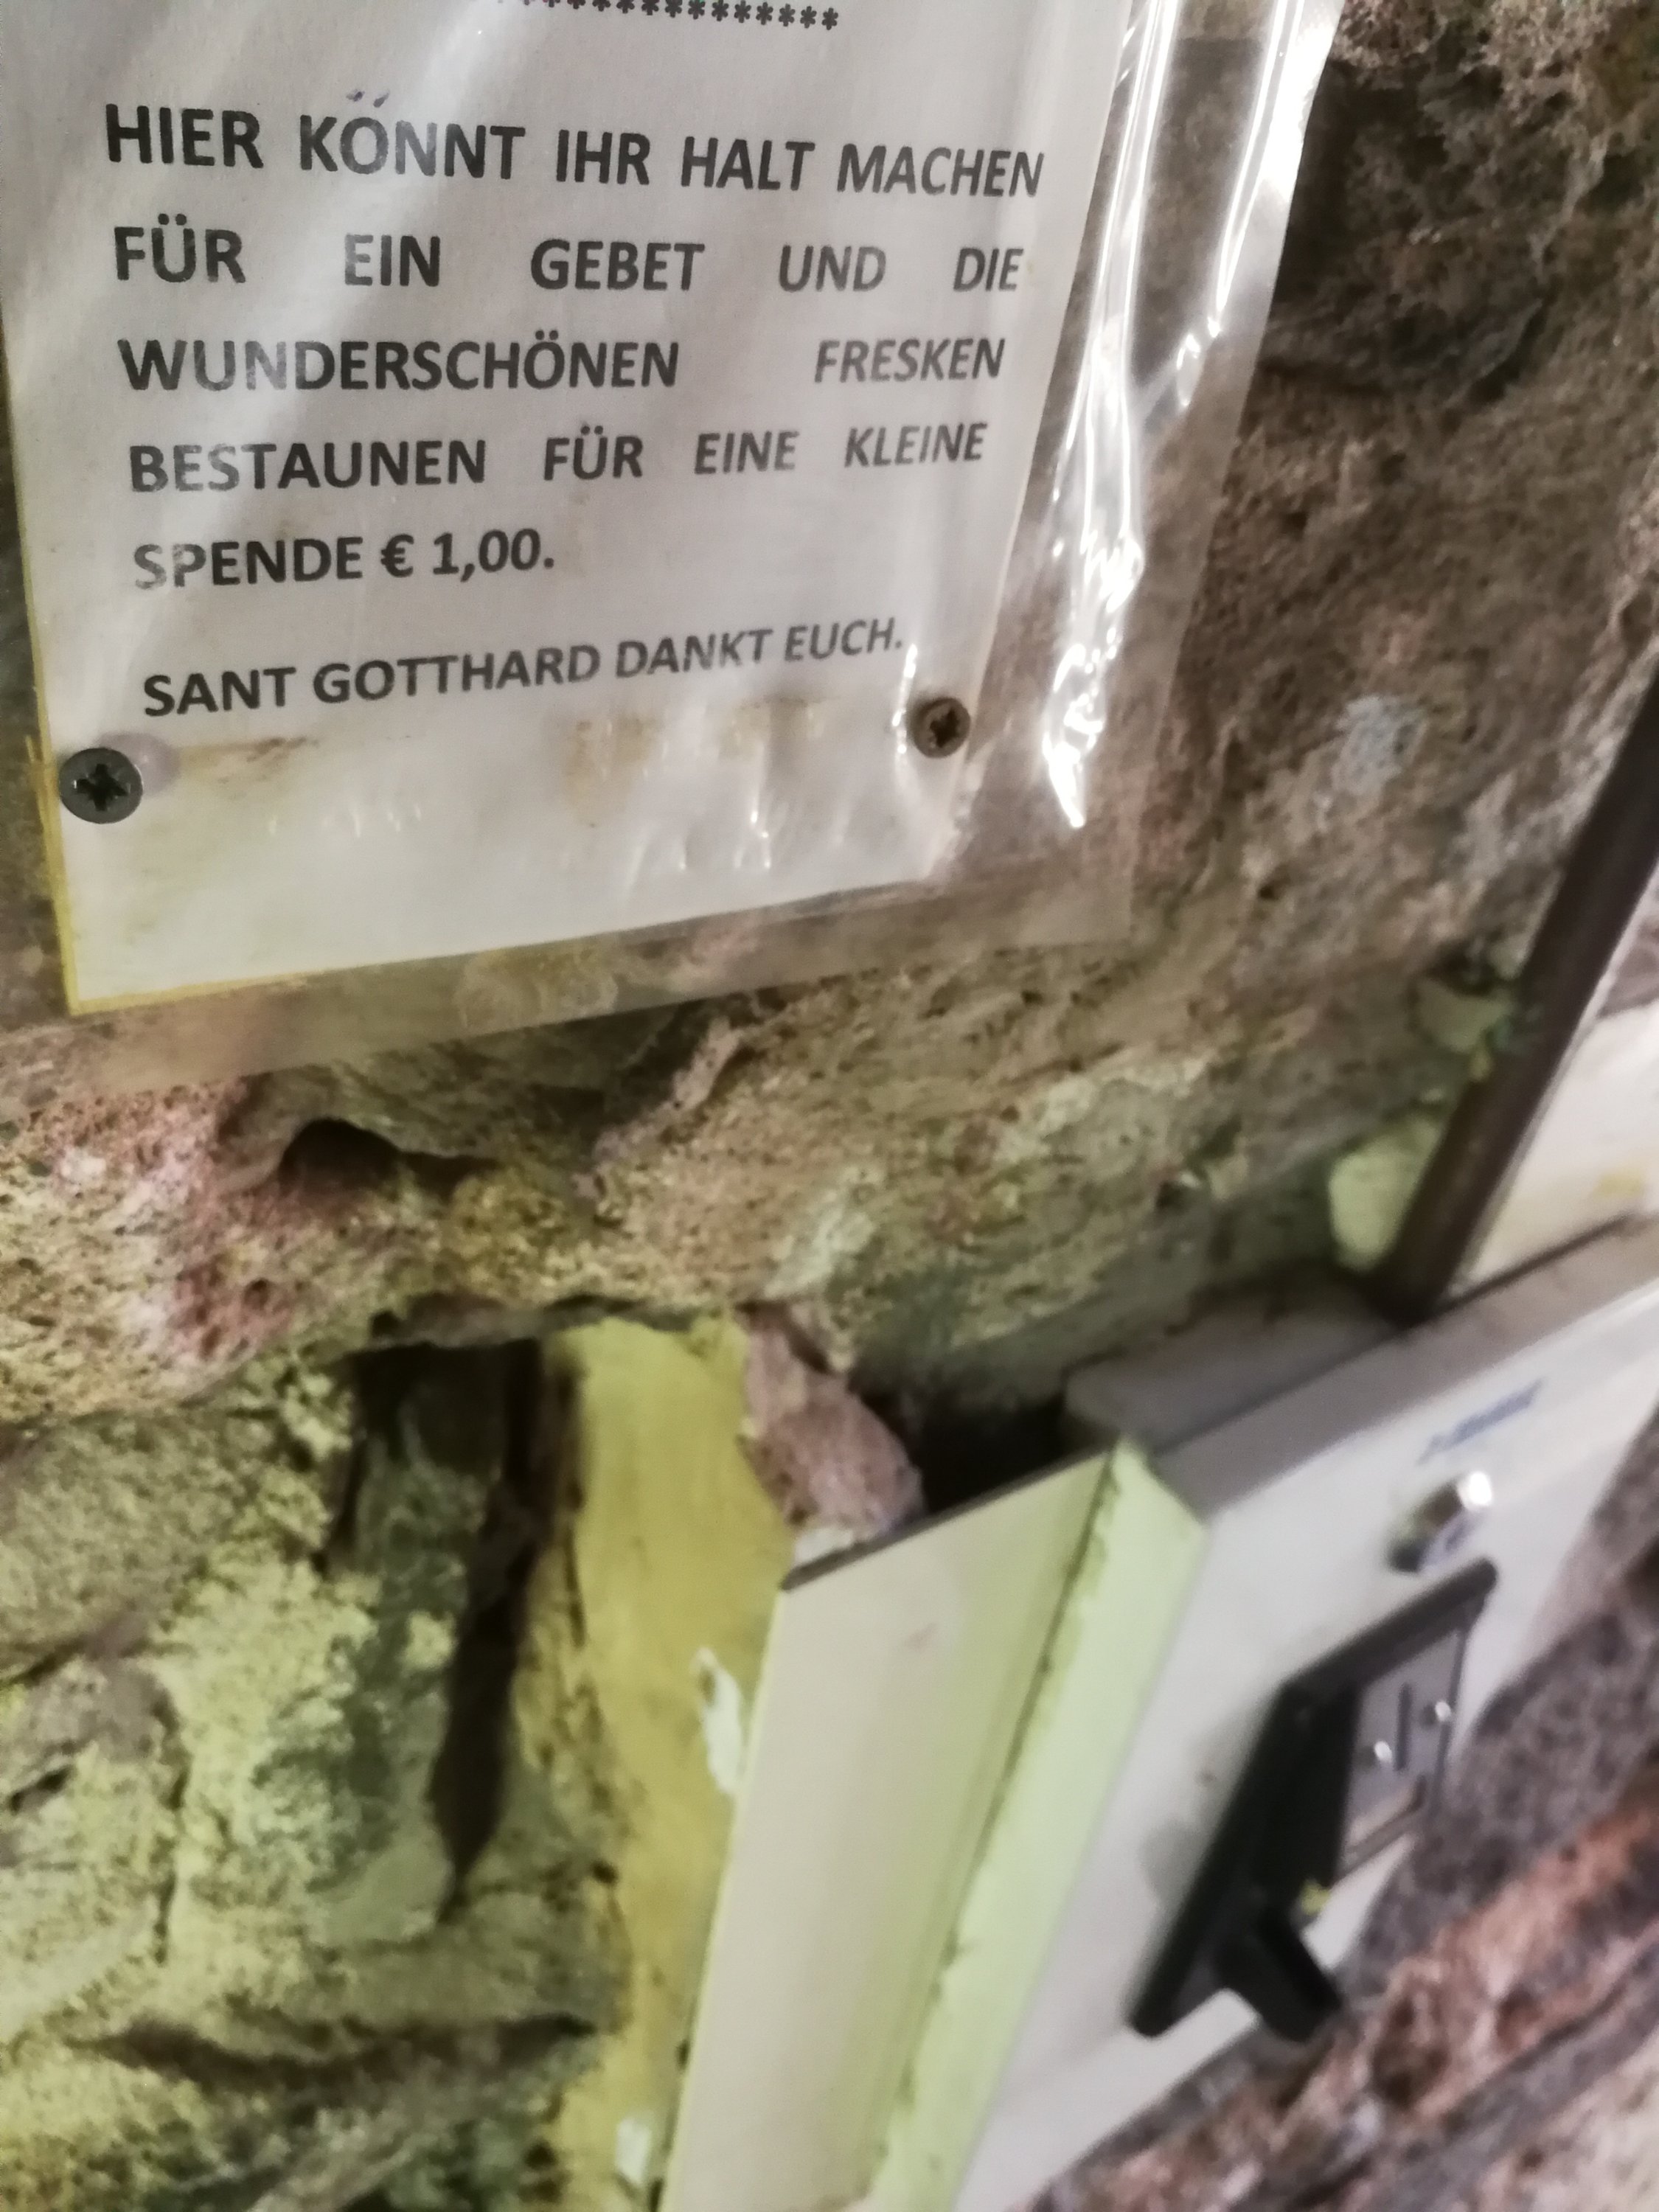 ***************
HIER KÖNNT IHR HALT MACHEN
FÜR EIN GEBET UND DIE
WUNDERSCHÖNEN FRESKEN
BESTAUNEN FÜR EINE KLEINE
SPENDE € 1,00.
SANT GOTTHARD DANKT EUCH.